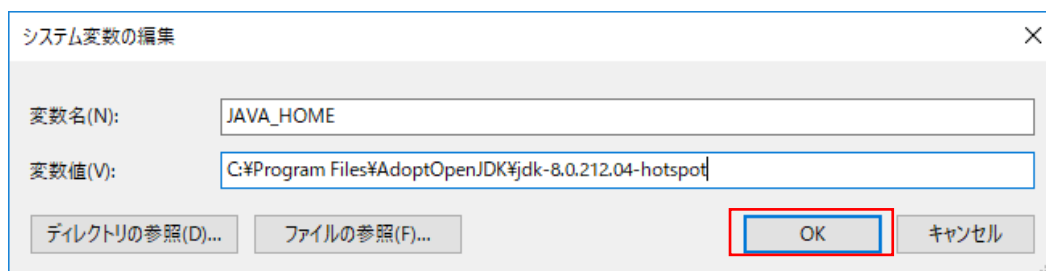 システム変数の編集
変数名(N): JAVA_HOME
変数値(V): C:¥Program Files¥AdoptOpenJDK¥jdk-8.0.212.04-hotspot
ディレクトリの参照(D)... ファイルの参照(F)... OK キャンセル